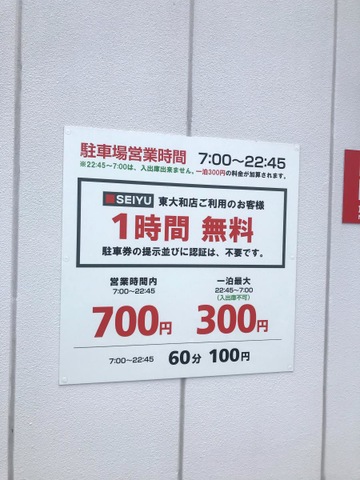 駐車場営業時間 7:00〜22:45
※22:45〜7:00は、入出庫出来ません。一泊300円の料金が加算されます。
SEIYU 東大和店ご利用のお客様
1時間 無料
駐車券の提示並びに認証は、不要です。
営業時間内 一泊最大
7:00〜22:45 22:45〜7:00
(入出庫不可)
700円 300円
7:00〜22:45 60分 100円